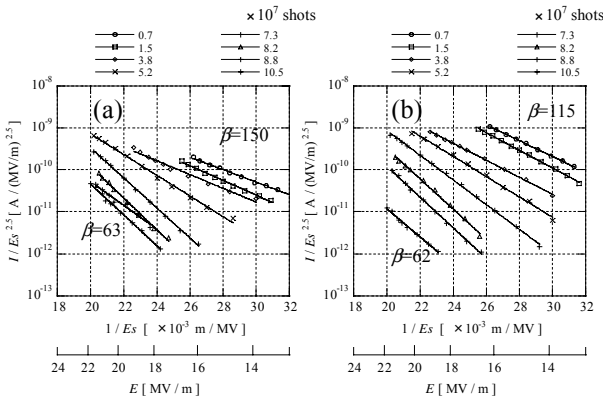 ×10⁷ shots
0.7
1.5
3.8
5.2
7.3
8.2
8.8
10.5
(a)
β=150
β=63
10⁻⁸
10⁻⁹
10⁻¹⁰
10⁻¹¹
10⁻¹²
10⁻¹³
I / Es ²·⁵ [ A / (MV/m) ²·⁵ ]
20 22 24 26 28 30 32
1 / Es [ ×10⁻³ m / MV ]
24 22 20 18 16 14
E [ MV / m ]
×10⁷ shots
0.7
1.5
3.8
5.2
7.3
8.2
8.8
10.5
(b)
β=115
β=62
10⁻⁸
10⁻⁹
10⁻¹⁰
10⁻¹¹
10⁻¹²
10⁻¹³
I / Es ²·⁵ [ A / (MV/m) ²·⁵ ]
20 22 24 26 28 30 32
1 / Es [ ×10⁻³ m / MV ]
24 22 20 18 16 14
E [ MV / m ]